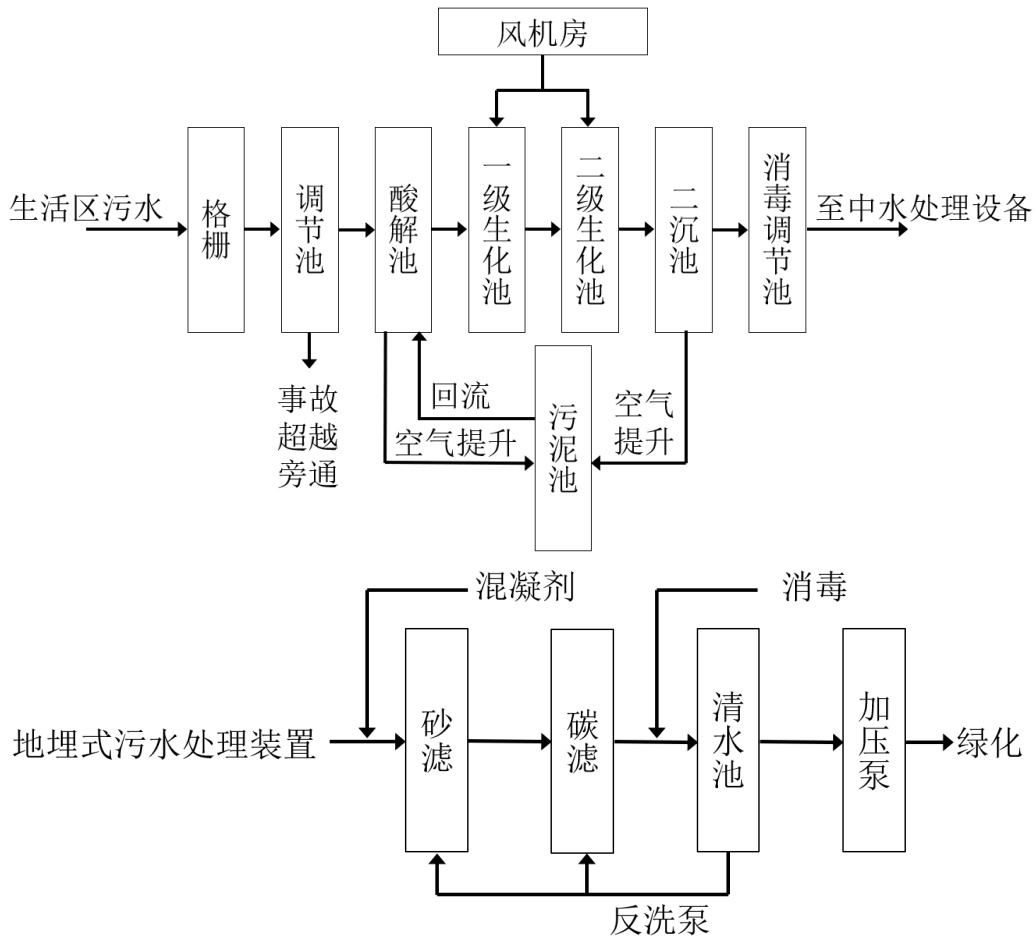 风机房
生活区污水
格栅
调节池
酸解池
一级生化池
二级生化池
二沉池
消毒调节池
至中水处理设备
事故
超越
旁通
回流
空气提升
污泥池
空气
提升
混凝剂
消毒
地埋式污水处理装置
砂滤
碳滤
清水池
加压泵
绿化
反洗泵